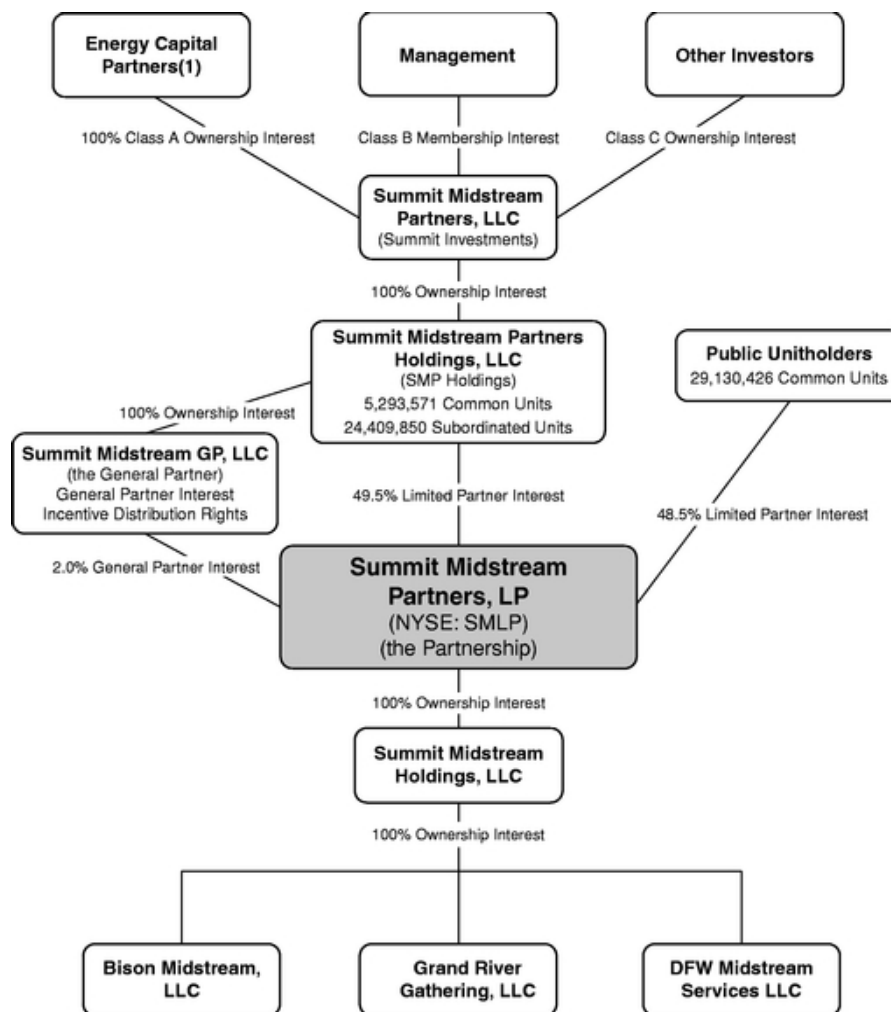 Energy Capital
Partners(1)
Management
Other Investors
100% Class A Ownership Interest
Class B Membership Interest
Class C Ownership Interest
Summit Midstream
Partners, LLC
(Summit Investments)
100% Ownership Interest
Summit Midstream Partners
Holdings, LLC
(SMP Holdings)
5,293,571 Common Units
24,409,850 Subordinated Units
Public Unitholders
29,130,426 Common Units
100% Ownership Interest
Summit Midstream GP, LLC
(the General Partner)
General Partner Interest
Incentive Distribution Rights
49.5% Limited Partner Interest
48.5% Limited Partner Interest
2.0% General Partner Interest
Summit Midstream
Partners, LP
(NYSE: SMLP)
(the Partnership)
100% Ownership Interest
Summit Midstream
Holdings, LLC
100% Ownership Interest
Bison Midstream,
LLC
Grand River
Gathering, LLC
DFW Midstream
Services LLC